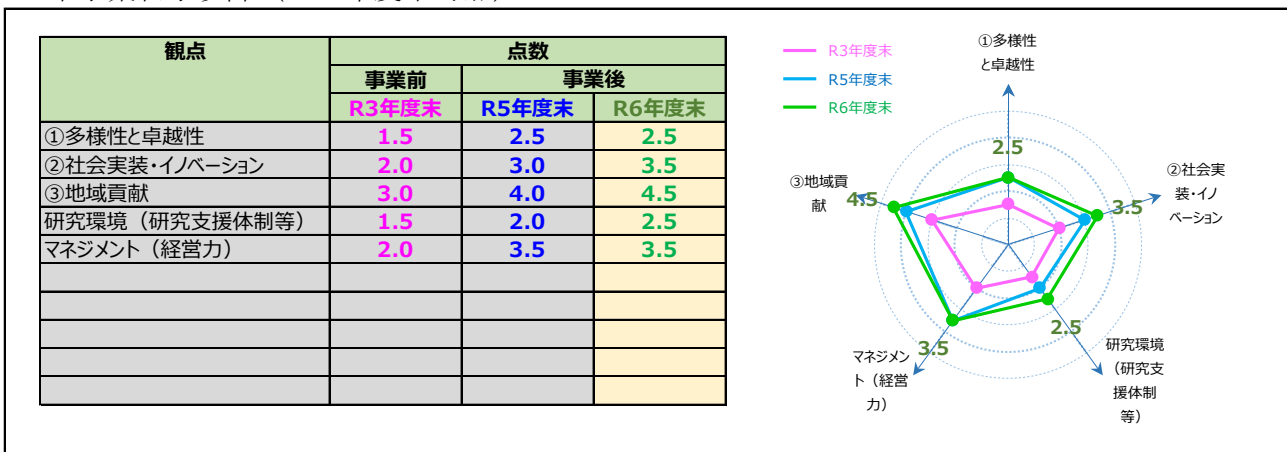 観点 点数
事業前 事業後
R3年度末 R5年度末 R6年度末
①多様性と卓越性 1.5 2.5 2.5
②社会実装・イノベーション 2.0 3.0 3.5
③地域貢献 3.0 4.0 4.5
研究環境（研究支援体制等） 1.5 2.0 2.5
マネジメント（経営力） 2.0 3.5 3.5
R3年度末
R5年度末
R6年度末
①多様性
と卓越性
2.5
②社会実
装・イノ
ベーション
3.5
研究環境
（研究支
援体制
等）
2.5
マネジメン
ト（経営
力）
3.5
③地域貢
献
4.5